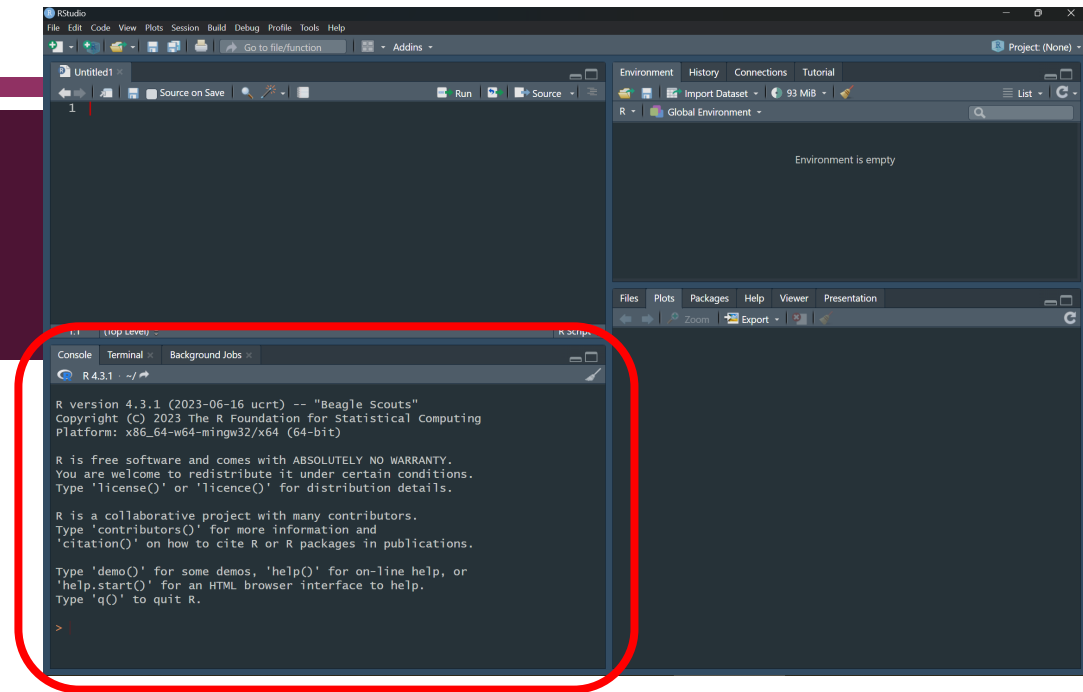 RStudio
File Edit Code View Plots Session Build Debug Profile Tools Help
Go to file/function Addins Project: (None)
Untitled1
Source on Save Run Source
1
Environment History Connections Tutorial
Import Dataset 93 MiB List
R Global Environment
Environment is empty
Files Plots Packages Help Viewer Presentation
Zoom Export
1:1 (Top Level) R Script
Console Terminal Background Jobs
R 4.3.1 · ~/
R version 4.3.1 (2023-06-16 ucrt) -- "Beagle Scouts"
Copyright (C) 2023 The R Foundation for Statistical Computing
Platform: x86_64-w64-mingw32/x64 (64-bit)
R is free software and comes with ABSOLUTELY NO WARRANTY.
You are welcome to redistribute it under certain conditions.
Type 'license()' or 'licence()' for distribution details.
R is a collaborative project with many contributors.
Type 'contributors()' for more information and
'citation()' on how to cite R or R packages in publications.
Type 'demo()' for some demos, 'help()' for on-line help, or
'help.start()' for an HTML browser interface to help.
Type 'q()' to quit R.
>